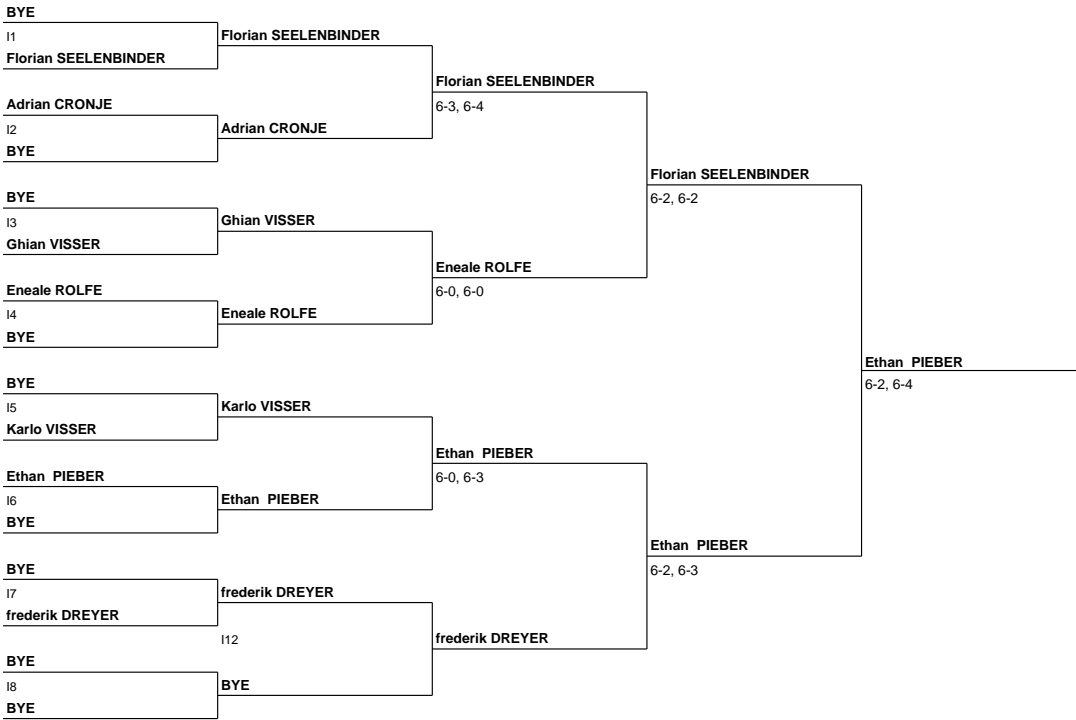 BYE
I1
Florian SEELENBINDER
Florian SEELENBINDER
Adrian CRONJE
I2
BYE
Adrian CRONJE
Florian SEELENBINDER
6-3, 6-4
BYE
I3
Ghian VISSER
Ghian VISSER
Eneale ROLFE
I4
BYE
Eneale ROLFE
Eneale ROLFE
6-0, 6-0
Florian SEELENBINDER
6-2, 6-2
BYE
I5
Karlo VISSER
Karlo VISSER
Ethan  PIEBER
I6
BYE
Ethan  PIEBER
Ethan  PIEBER
6-0, 6-3
BYE
I7
frederik DREYER
frederik DREYER
I12
BYE
I8
BYE
BYE
frederik DREYER
Ethan  PIEBER
6-2, 6-3
Ethan  PIEBER
6-2, 6-4